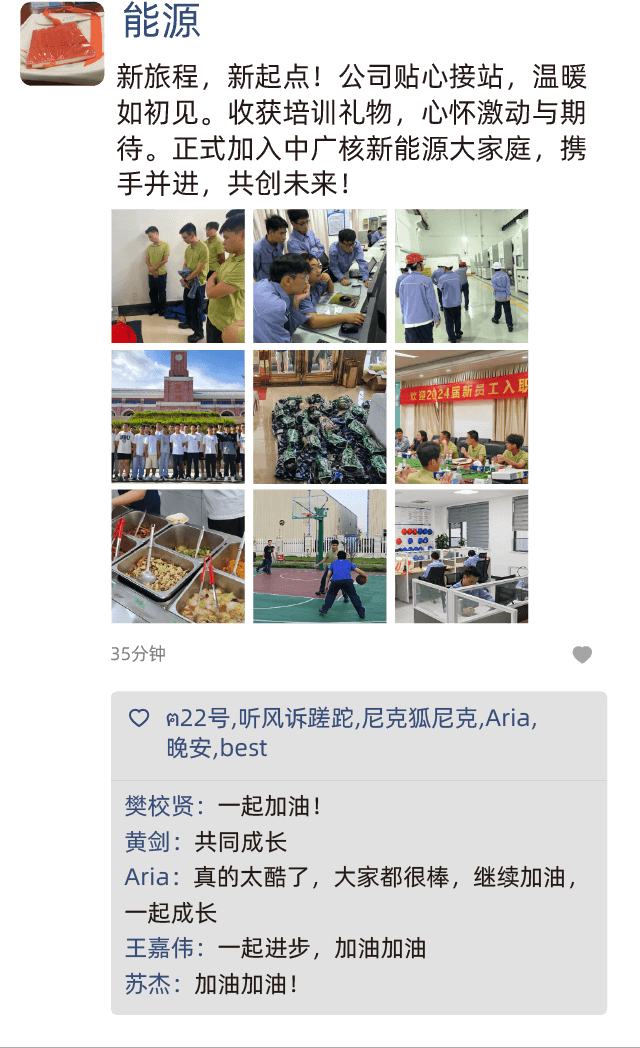 能源
新旅程，新起点！公司贴心接站，温暖
如初见。收获培训礼物，心怀激动与期
待。正式加入中广核新能源大家庭，携
手并进，共创未来！
欢迎2024届新员工入职
35分钟
ฅ22号,听风诉蹉跎,尼克狐尼克,Aria,
晚安,best
樊校贤：一起加油！
黄剑：共同成长
Aria：真的太酷了，大家都很棒，继续加油，
一起成长
王嘉伟：一起进步，加油加油
苏杰：加油加油！